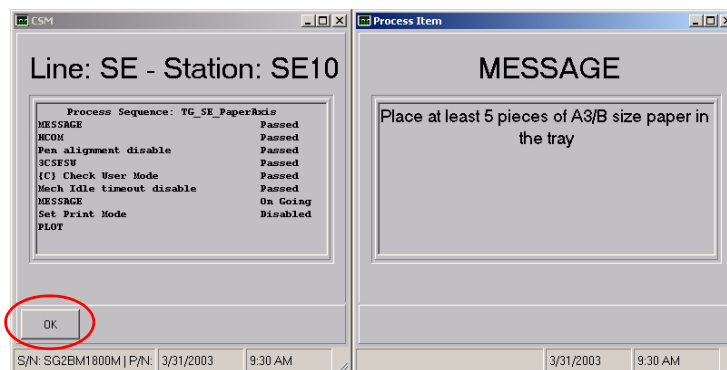 CSM
Line: SE - Station: SE10
Process Sequence: TG_SE_PaperAxis
MESSAGE Passed
HCOM Passed
Pen alignment disable Passed
3CSFSU Passed
{C} Check User Mode Passed
Mech Idle timeout disable Passed
MESSAGE On Going
Set Print Mode Disabled
PLOT
OK
S/N: SG2BM1800M | P/N: 3/31/2003 9:30 AM
Process Item
MESSAGE
Place at least 5 pieces of A3/B size paper in
the tray
3/31/2003 9:30 AM